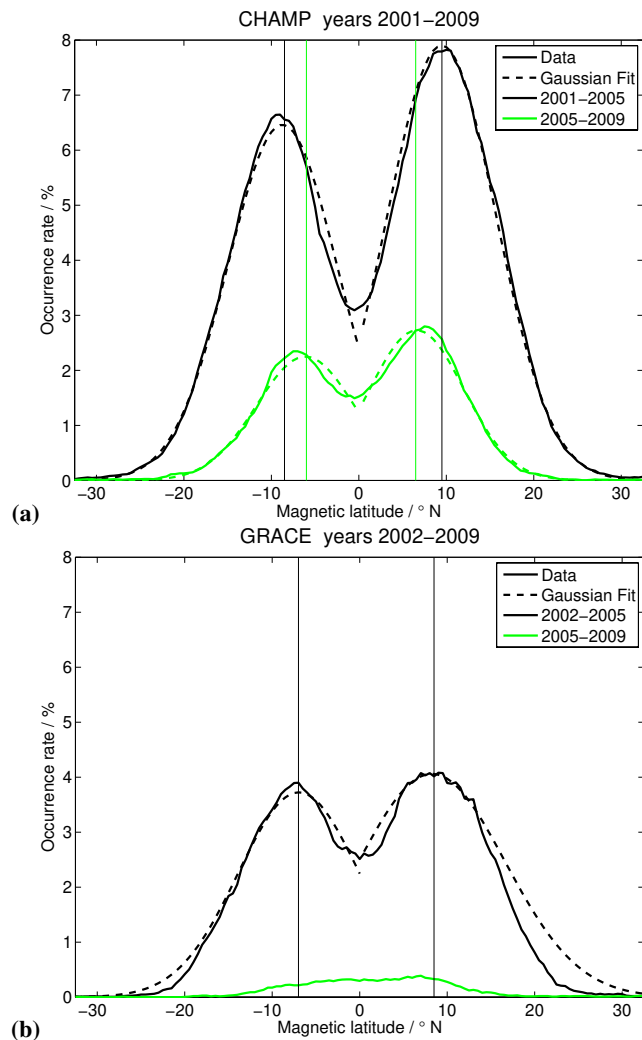 CHAMP years 2001−2009
8
7
6
5
4
3
2
1
0
Occurrence rate / %
Data
Gaussian Fit
2001−2005
2005−2009
−30 −20 −10 0 10 20 30
Magnetic latitude / ° N
(a)
GRACE years 2002−2009
8
7
6
5
4
3
2
1
0
Occurrence rate / %
Data
Gaussian Fit
2002−2005
2005−2009
−30 −20 −10 0 10 20 30
Magnetic latitude / ° N
(b)